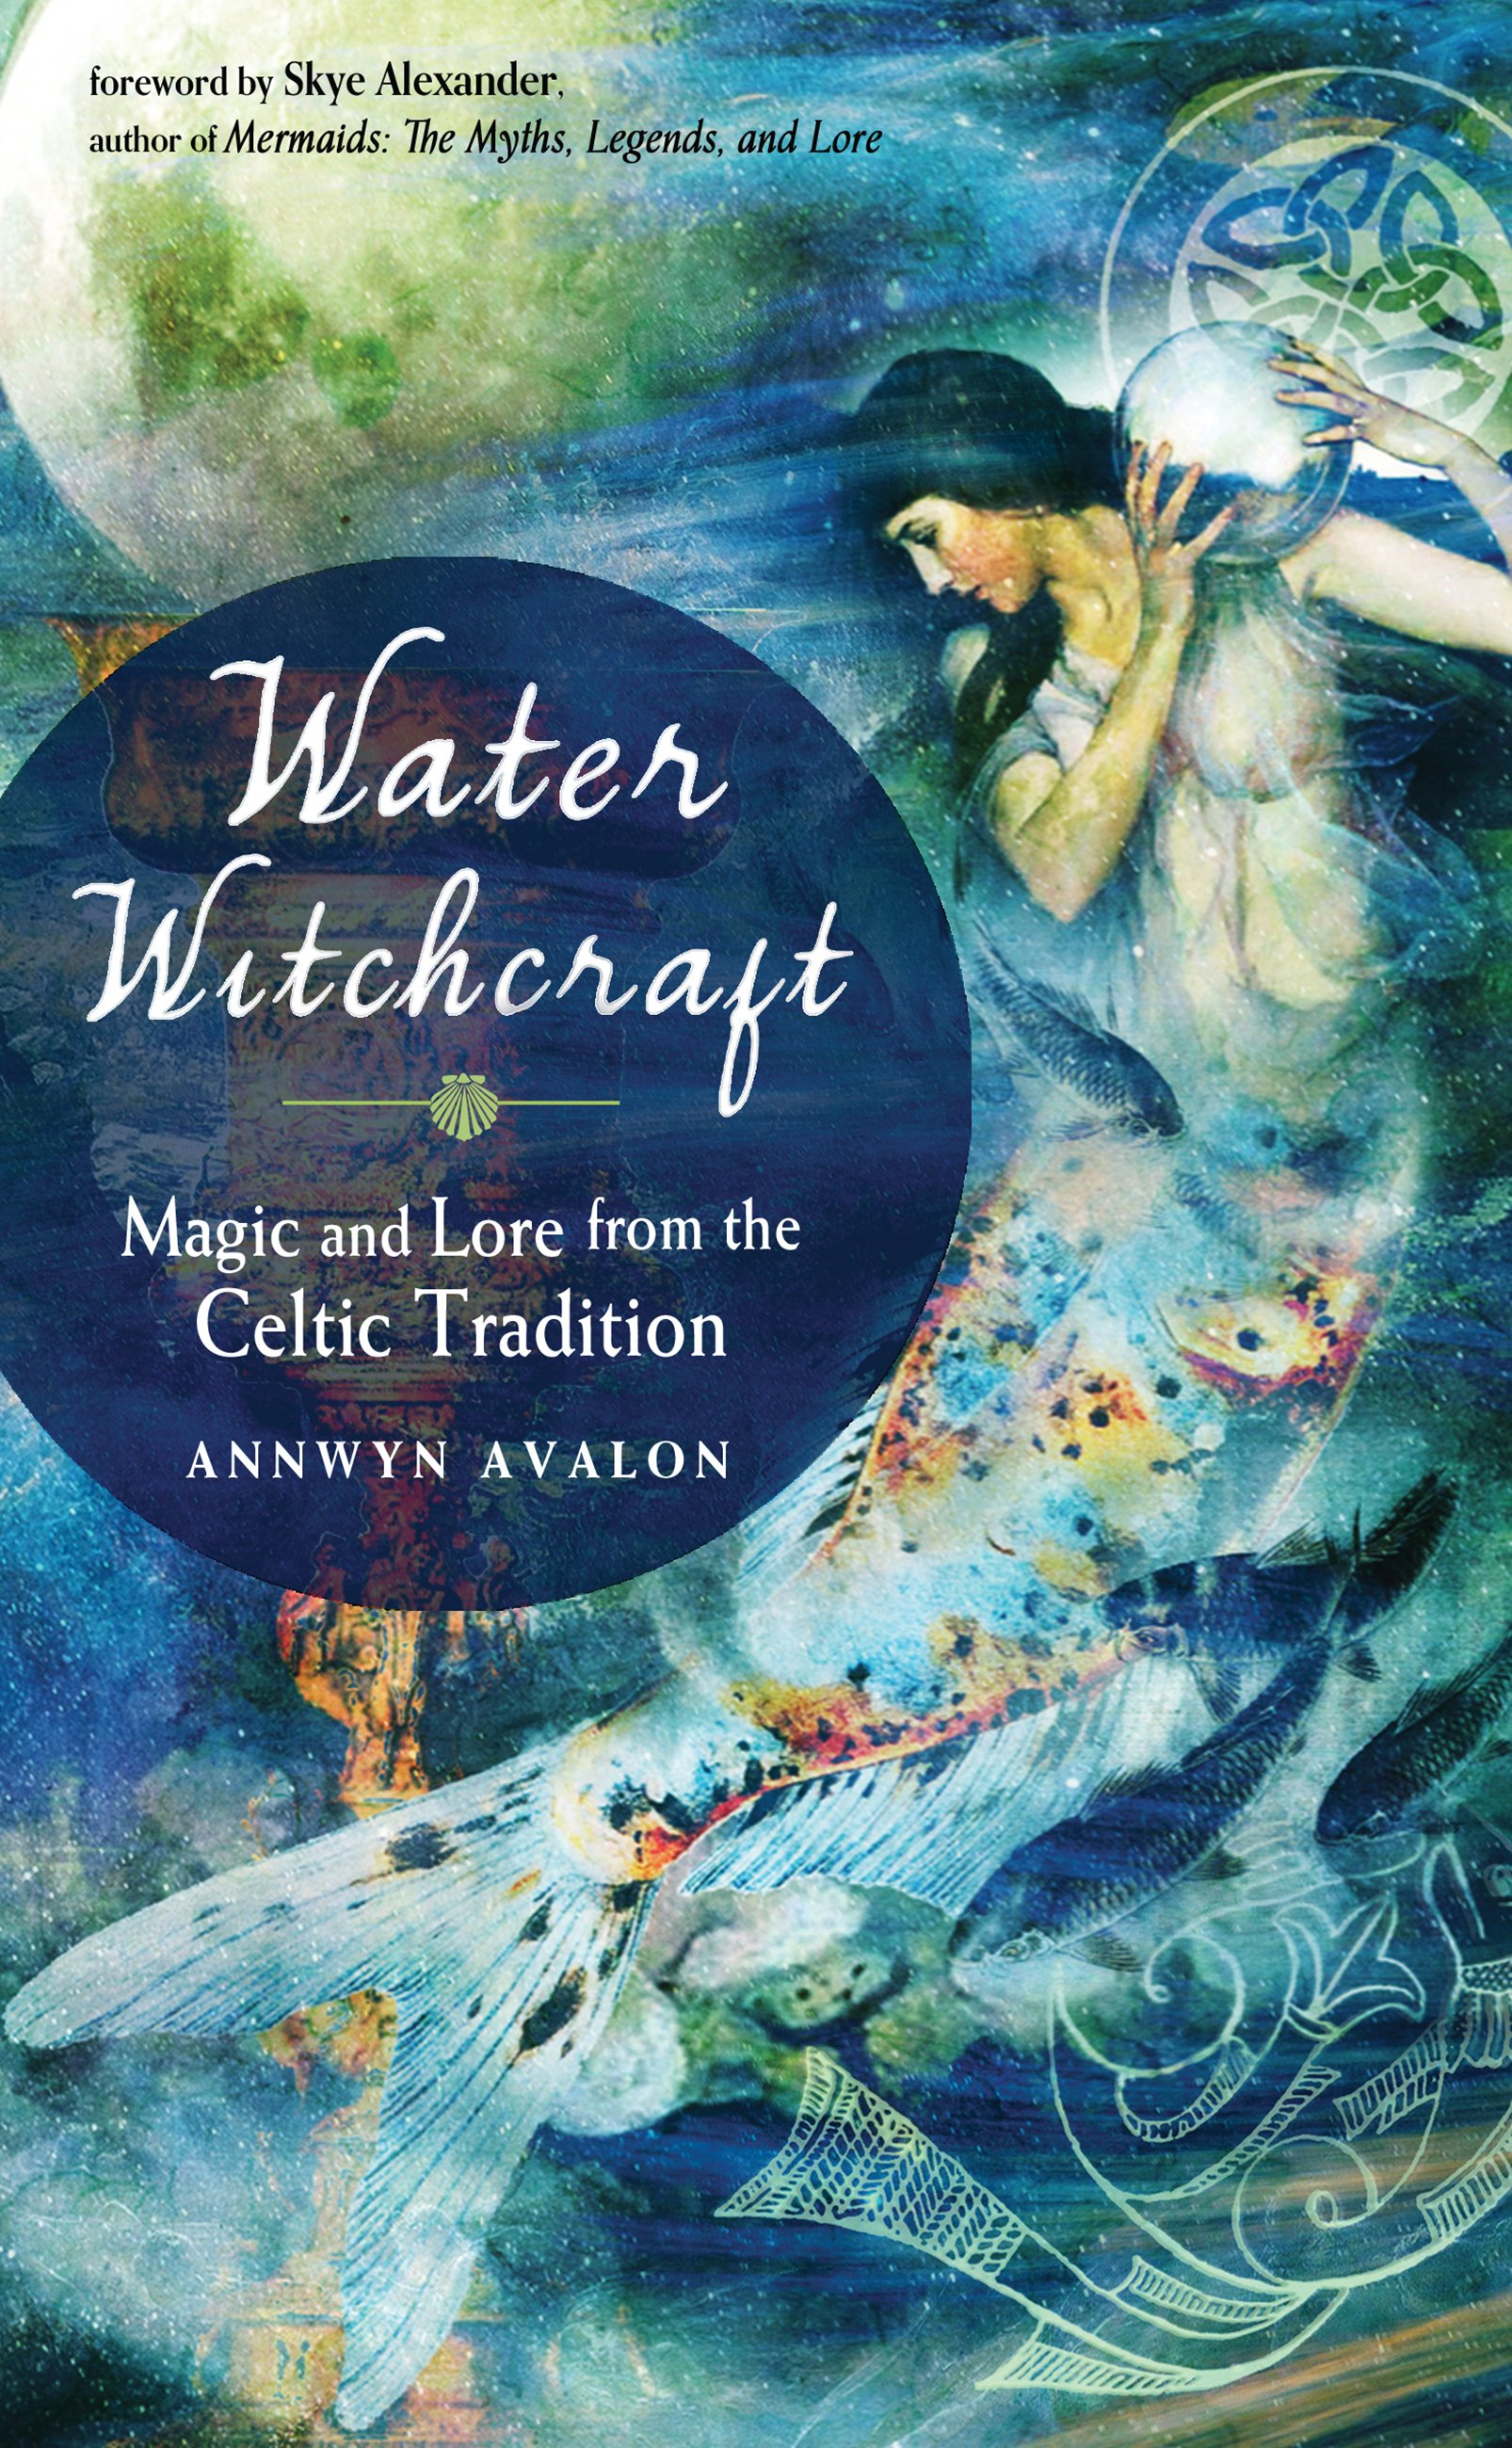 foreword by Skye Alexander,
author of Mermaids: The Myths, Legends, and Lore
Water
Witchcraft
Magic and Lore from the
Celtic Tradition
ANNWYN AVALON